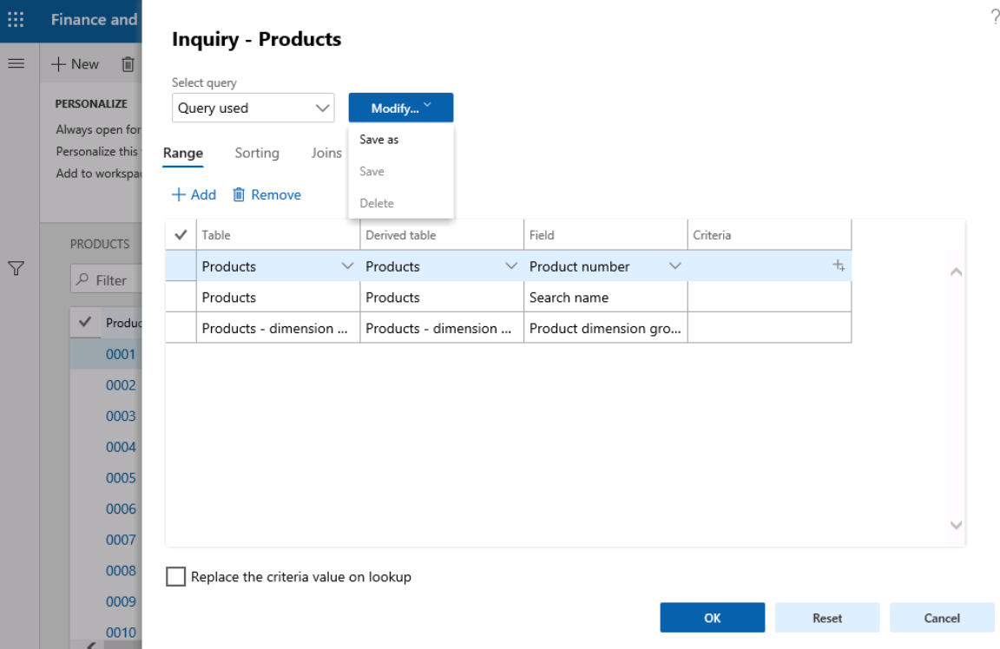 Finance and
?
Inquiry - Products
New
Select query
Query used
Modify...
PERSONALIZE
Always open for
Personalize this
Add to workspa
Save as
Save
Delete
Range
Sorting
Joins
Add
Remove
PRODUCTS
Filter
Table
Derived table
Field
Criteria
Products
Products
Product number
Products
Products
Search name
Products - dimension ...
Products - dimension ...
Product dimension gro...
Produc
0001
0002
0003
0004
0005
0006
0007
0008
0009
0010
Replace the criteria value on lookup
OK
Reset
Cancel